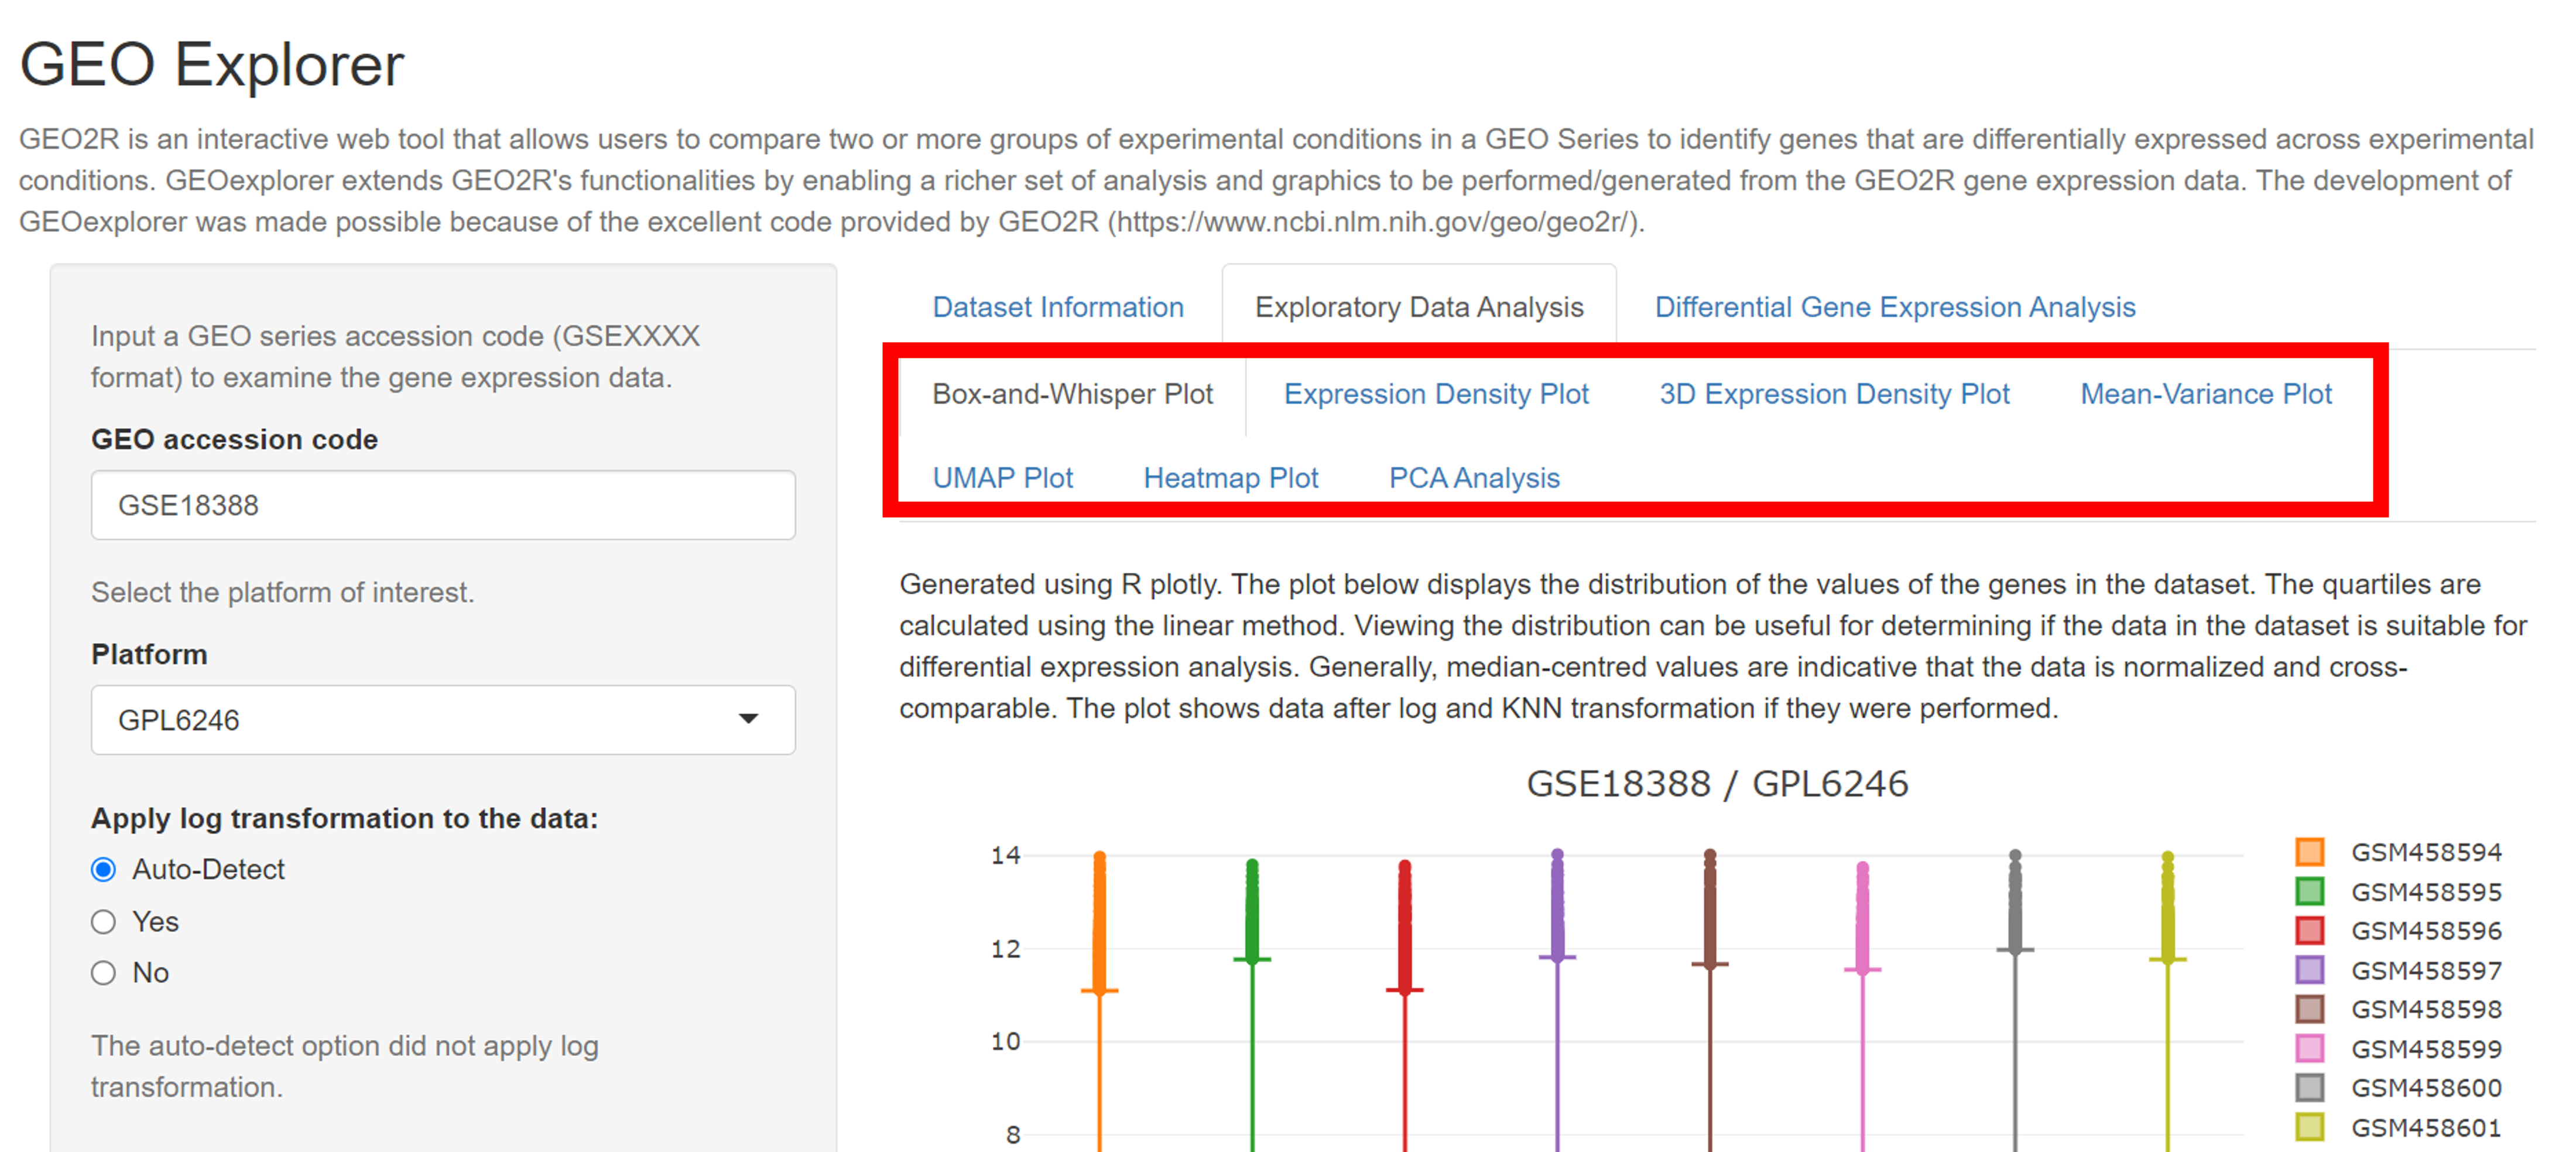 GEO Explorer
GEO2R is an interactive web tool that allows users to compare two or more groups of experimental conditions in a GEO Series to identify genes that are differentially expressed across experimental
conditions. GEOexplorer extends GEO2R's functionalities by enabling a richer set of analysis and graphics to be performed/generated from the GEO2R gene expression data. The development of
GEOexplorer was made possible because of the excellent code provided by GEO2R (https://www.ncbi.nlm.nih.gov/geo/geo2r/).
Input a GEO series accession code (GSEXXXX
format) to examine the gene expression data.
GEO accession code
GSE18388
Select the platform of interest.
Platform
GPL6246
Apply log transformation to the data:
Auto-Detect
Yes
No
The auto-detect option did not apply log
transformation.
Dataset Information Exploratory Data Analysis Differential Gene Expression Analysis
Box-and-Whisper Plot Expression Density Plot 3D Expression Density Plot Mean-Variance Plot
UMAP Plot Heatmap Plot PCA Analysis
Generated using R plotly. The plot below displays the distribution of the values of the genes in the dataset. The quartiles are
calculated using the linear method. Viewing the distribution can be useful for determining if the data in the dataset is suitable for
differential expression analysis. Generally, median-centred values are indicative that the data is normalized and cross-
comparable. The plot shows data after log and KNN transformation if they were performed.
GSE18388 / GPL6246
14
12
10
8
GSM458594
GSM458595
GSM458596
GSM458597
GSM458598
GSM458599
GSM458600
GSM458601